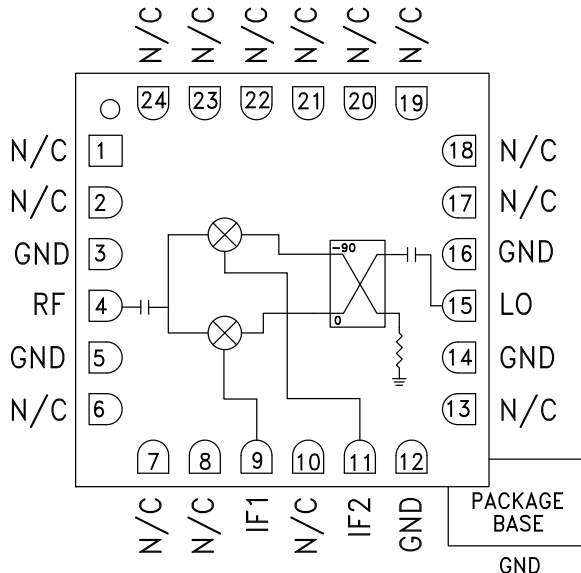 N/C N/C N/C N/C N/C N/C
24 23 22 21 20 19
N/C 1 18 N/C
N/C 2 17 N/C
GND 3 -90 16 GND
RF 4 15 LO
0
GND 5 14 GND
N/C 6 13 N/C
7 8 9 10 11 12
N/C N/C IF1 N/C IF2 GND
PACKAGE
BASE
GND